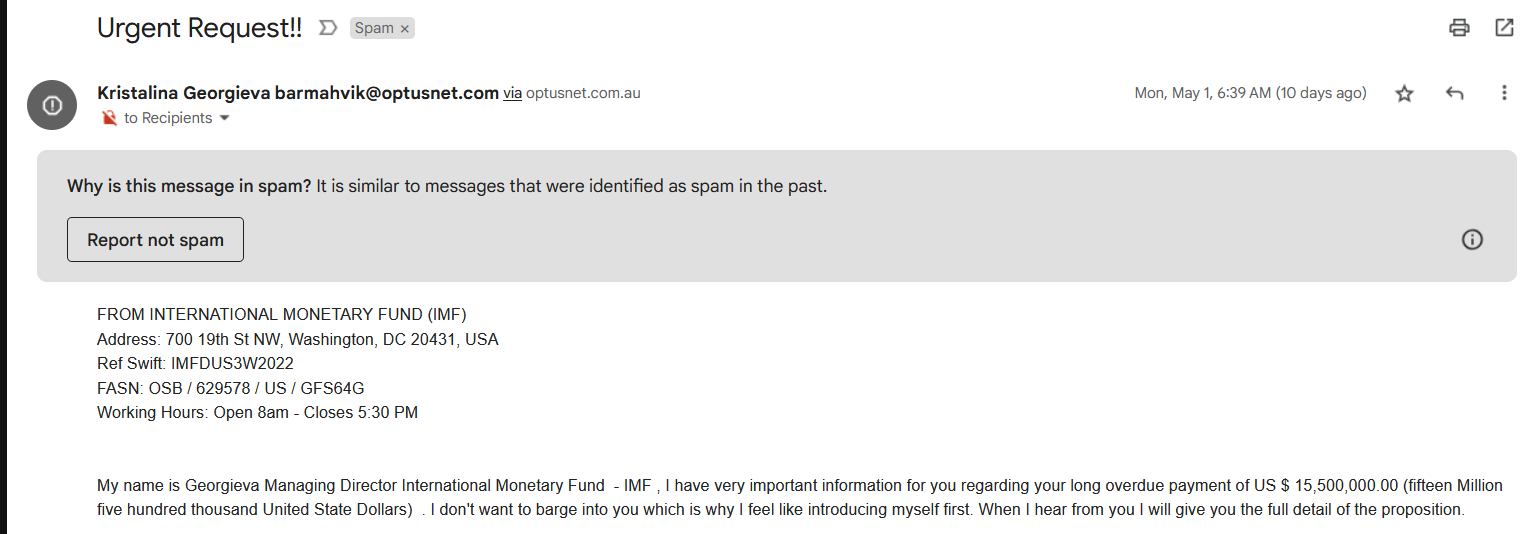 Urgent Request!!
Spam ×
Kristalina Georgieva barmahvik@optusnet.com via optusnet.com.au
Mon, May 1, 6:39 AM (10 days ago)
to Recipients
Why is this message in spam? It is similar to messages that were identified as spam in the past.
Report not spam
FROM INTERNATIONAL MONETARY FUND (IMF)
Address: 700 19th St NW, Washington, DC 20431, USA
Ref Swift: IMFDUS3W2022
FASN: OSB / 629578 / US / GFS64G
Working Hours: Open 8am - Closes 5:30 PM
My name is Georgieva Managing Director International Monetary Fund  - IMF , I have very important information for you regarding your long overdue payment of US $ 15,500,000.00 (fifteen Million
five hundred thousand United State Dollars)  . I don't want to barge into you which is why I feel like introducing myself first. When I hear from you I will give you the full detail of the proposition.